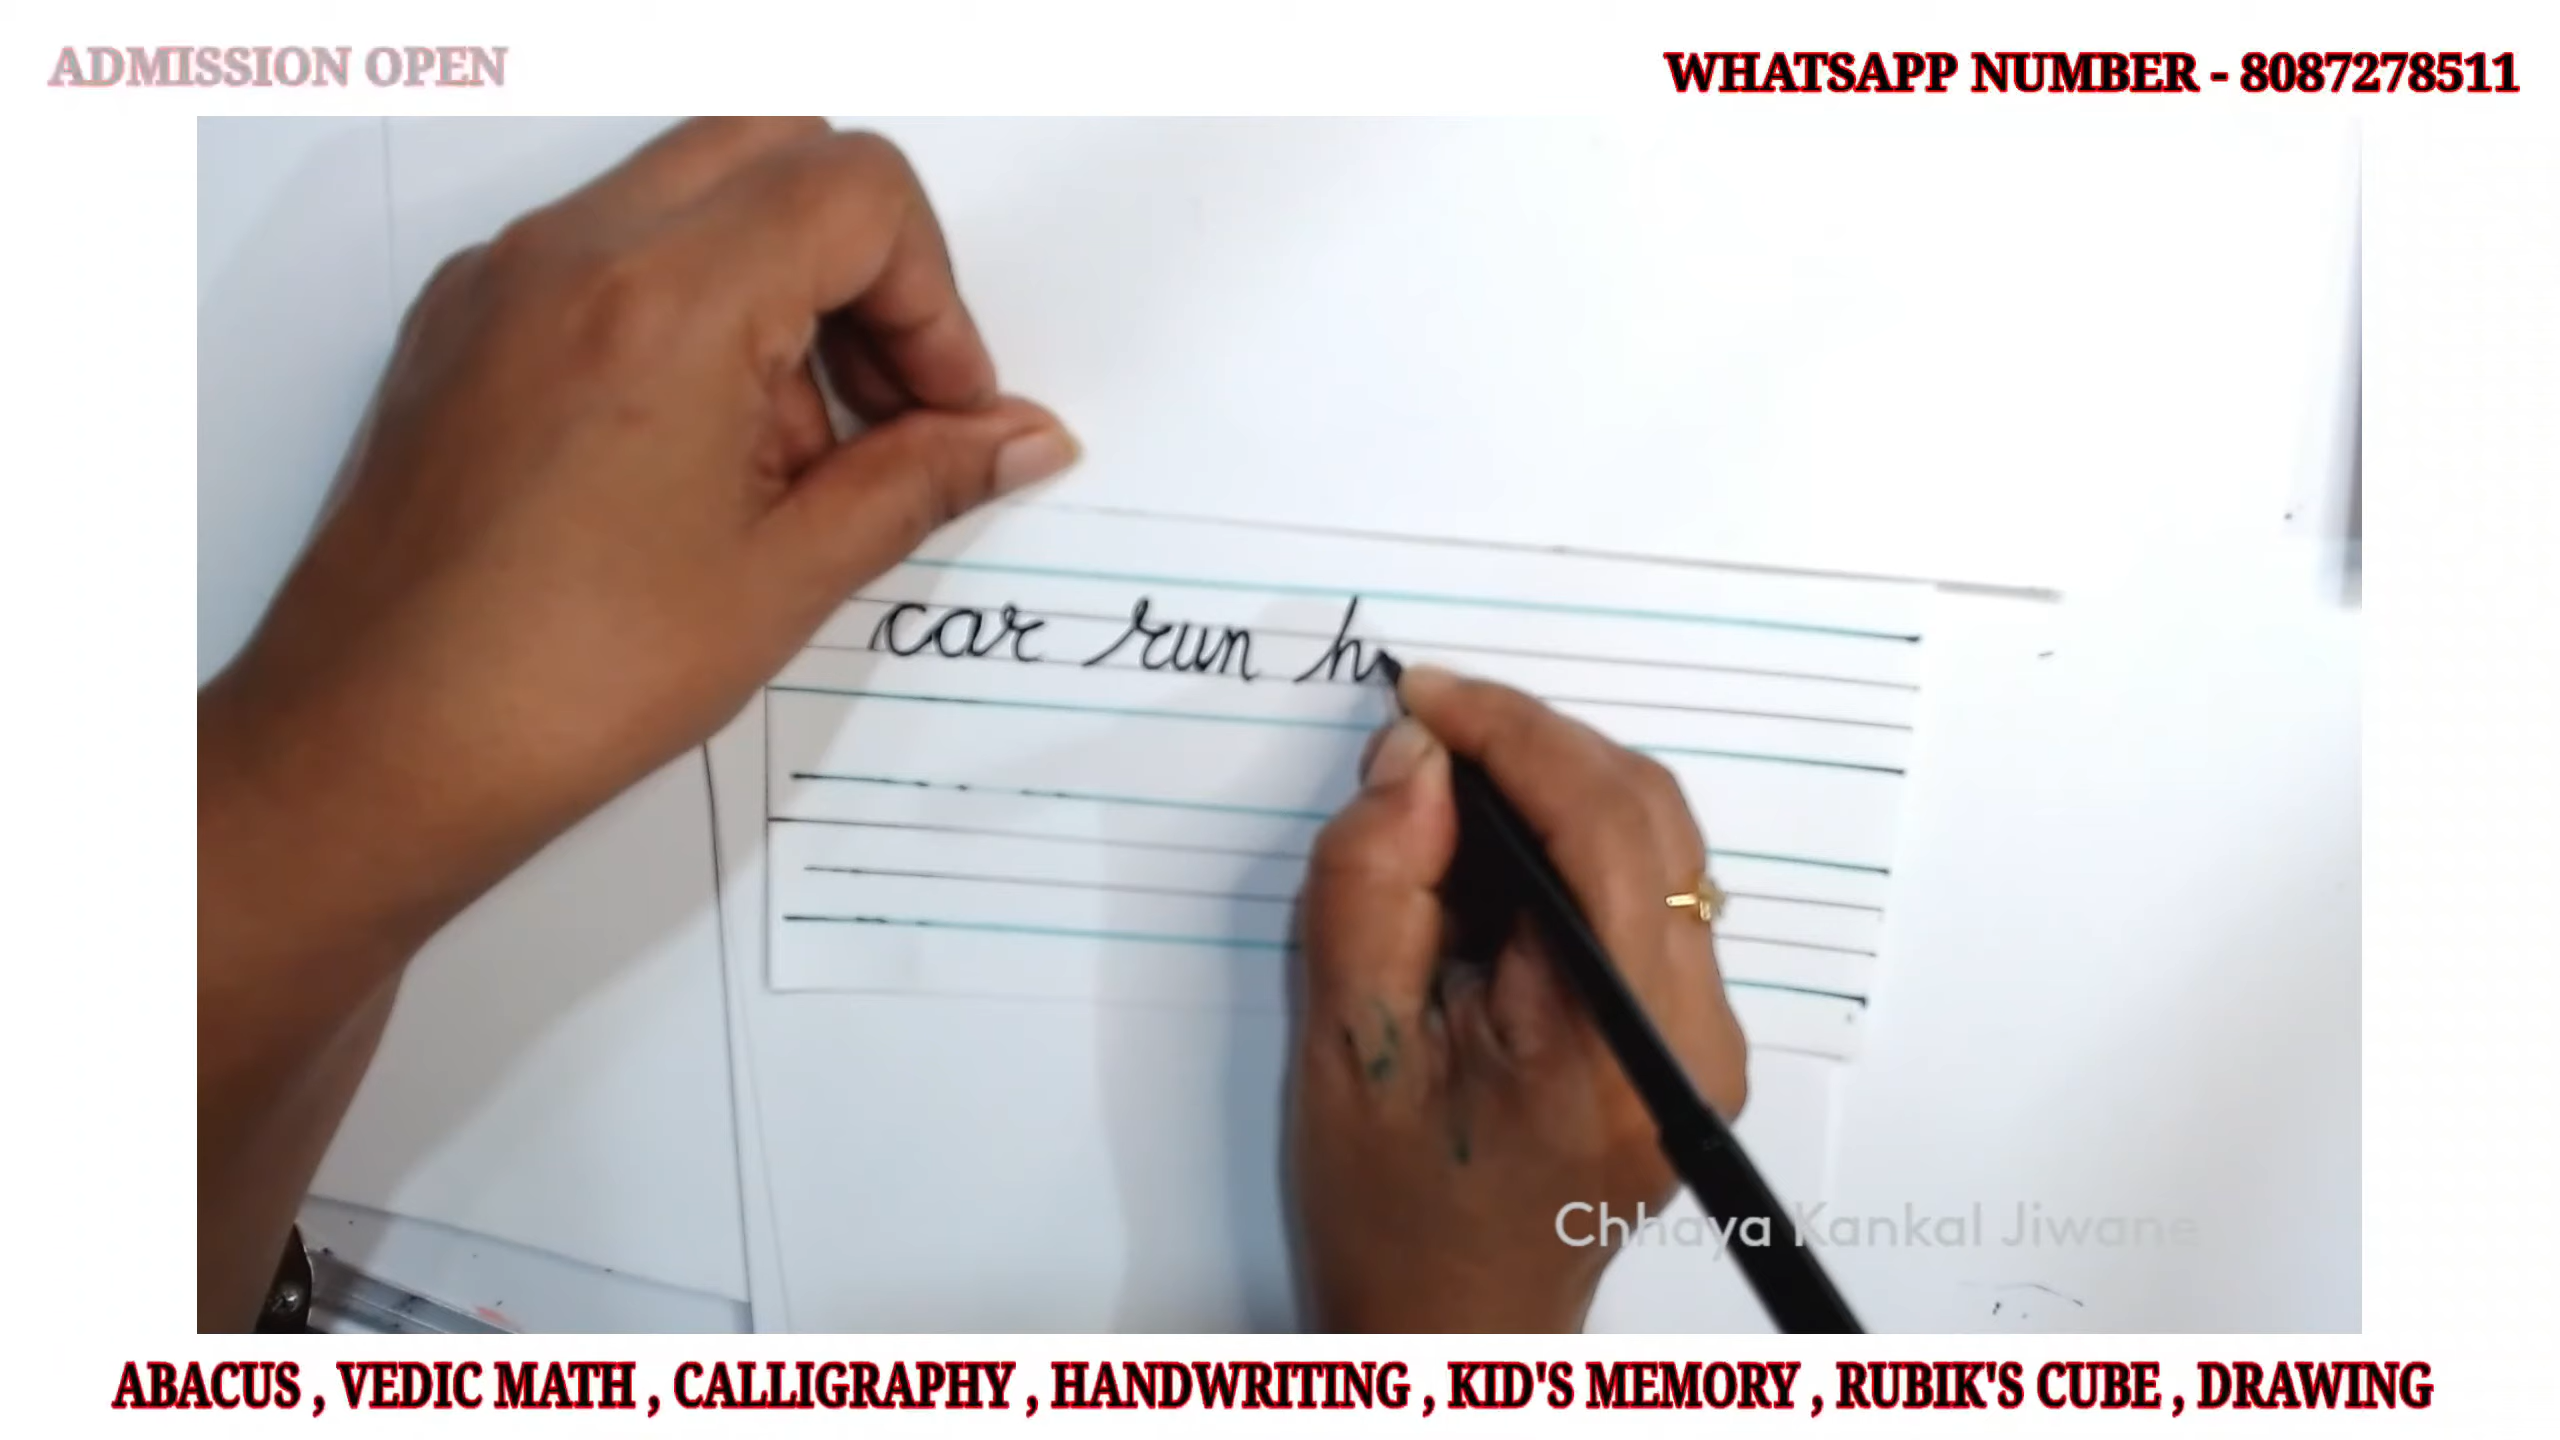 ADMISSION OPEN
WHATSAPP NUMBER - 8087278511
car run
Chhaya Kankal Jiwane
ABACUS , VEDIC MATH , CALLIGRAPHY , HANDWRITING , KID'S MEMORY , RUBIK'S CUBE , DRAWING